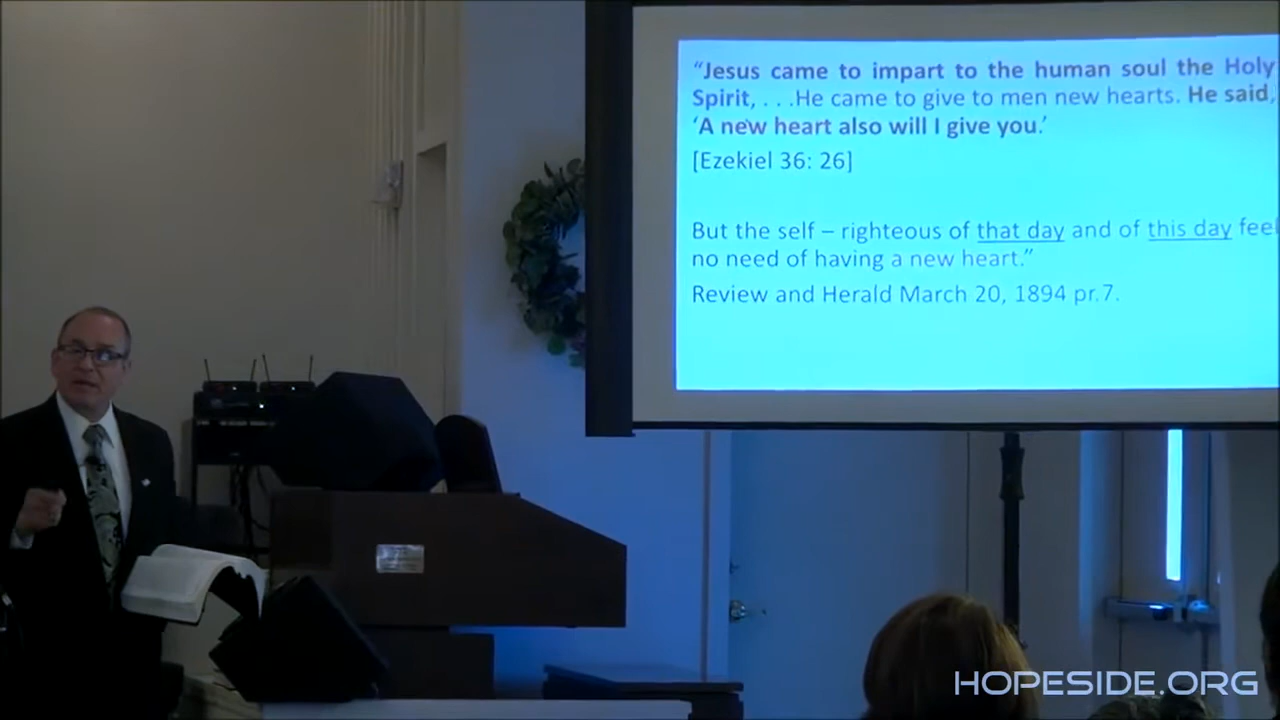 “Jesus came to impart to the human soul the Holy
Spirit, . . .He came to give to men new hearts. He said,
‘A new heart also will I give you.’
[Ezekiel 36: 26]
But the self – righteous of that day and of this day feel
no need of having a new heart.”
Review and Herald March 20, 1894 pr.7.
HOPESIDE.ORG